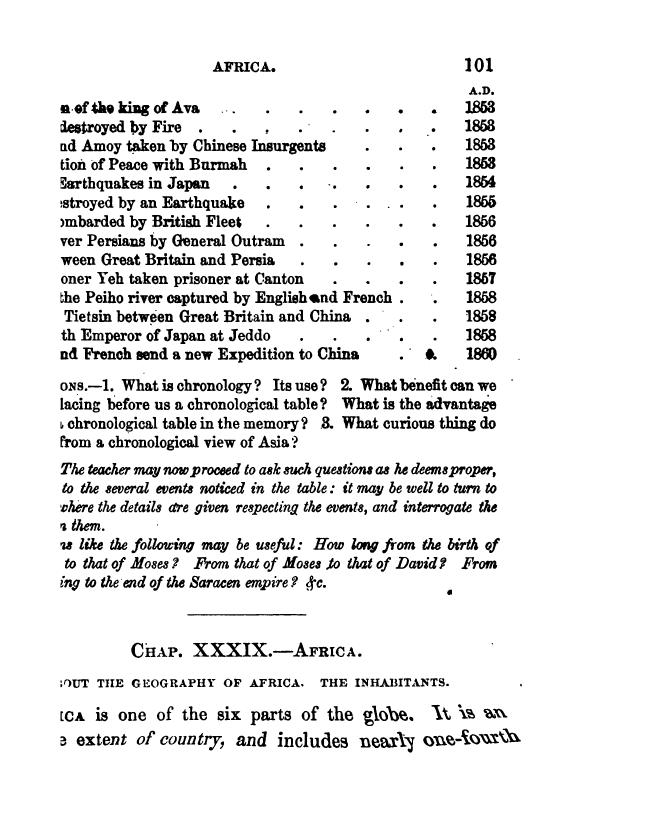 AFRICA. 101
A.D.
n of the king of Ava . . . . . . . 1853
destroyed by Fire . . . . . . . . 1853
nd Amoy taken by Chinese Insurgents . . . 1853
tion of Peace with Burmah . . . . . . 1853
Earthquakes in Japan . . . . . . . 1854
stroyed by an Earthquake . . . . . . 1855
ombarded by British Fleet . . . . . . 1856
ver Persians by General Outram . . . . . 1856
ween Great Britain and Persia . . . . . 1856
oner Yeh taken prisoner at Canton . . . . 1857
the Peiho river captured by English and French . . 1858
Tietsin between Great Britain and China . . . 1858
th Emperor of Japan at Jeddo . . . . . 1858
nd French send a new Expedition to China . . 1860
ONS.—1. What is chronology? Its use? 2. What benefit can we
lacing before us a chronological table? What is the advantage
chronological table in the memory? 3. What curious thing do
from a chronological view of Asia?
The teacher may now proceed to ask such questions as he deems proper,
to the several events noticed in the table: it may be well to turn to
where the details are given respecting the events, and interrogate the
n them.
ns like the following may be useful: How long from the birth of
to that of Moses? From that of Moses to that of David? From
ing to the end of the Saracen empire? &c.
CHAP. XXXIX.—AFRICA.
OUT THE GEOGRAPHY OF AFRICA. THE INHABITANTS.
ICA is one of the six parts of the globe. It is an
e extent of country, and includes nearly one-fourth